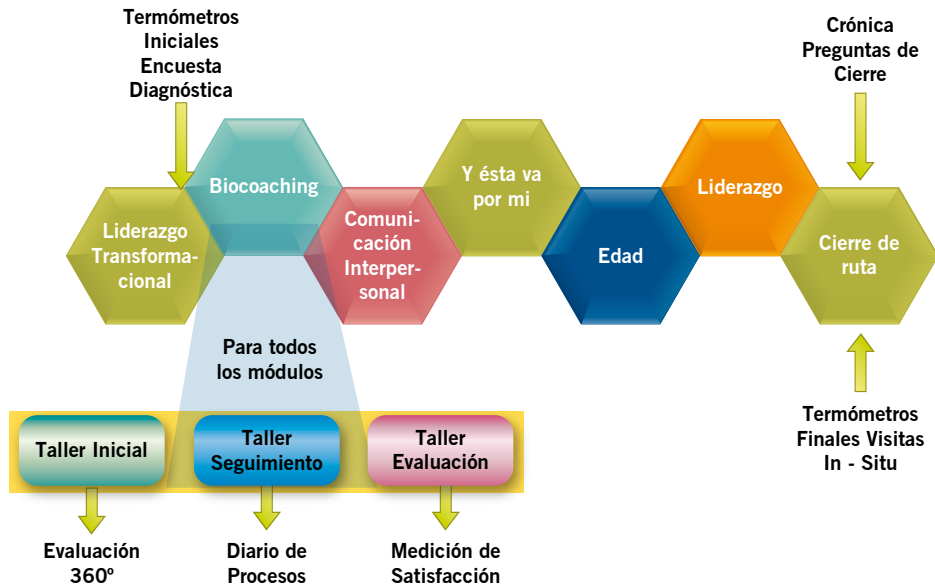 Termómetros
Iniciales
Encuesta
Diagnóstica
Crónica
Preguntas de
Cierre
Liderazgo
Transforma-
cional
Biocoaching
Comuni-
cación
Interper-
sonal
Y ésta va
por mi
Edad
Liderazgo
Cierre de
ruta
Para todos
los módulos
Termómetros
Finales Visitas
In - Situ
Taller Inicial
Taller
Seguimiento
Taller
Evaluación
Evaluación
360º
Diario de
Procesos
Medición de
Satisfacción